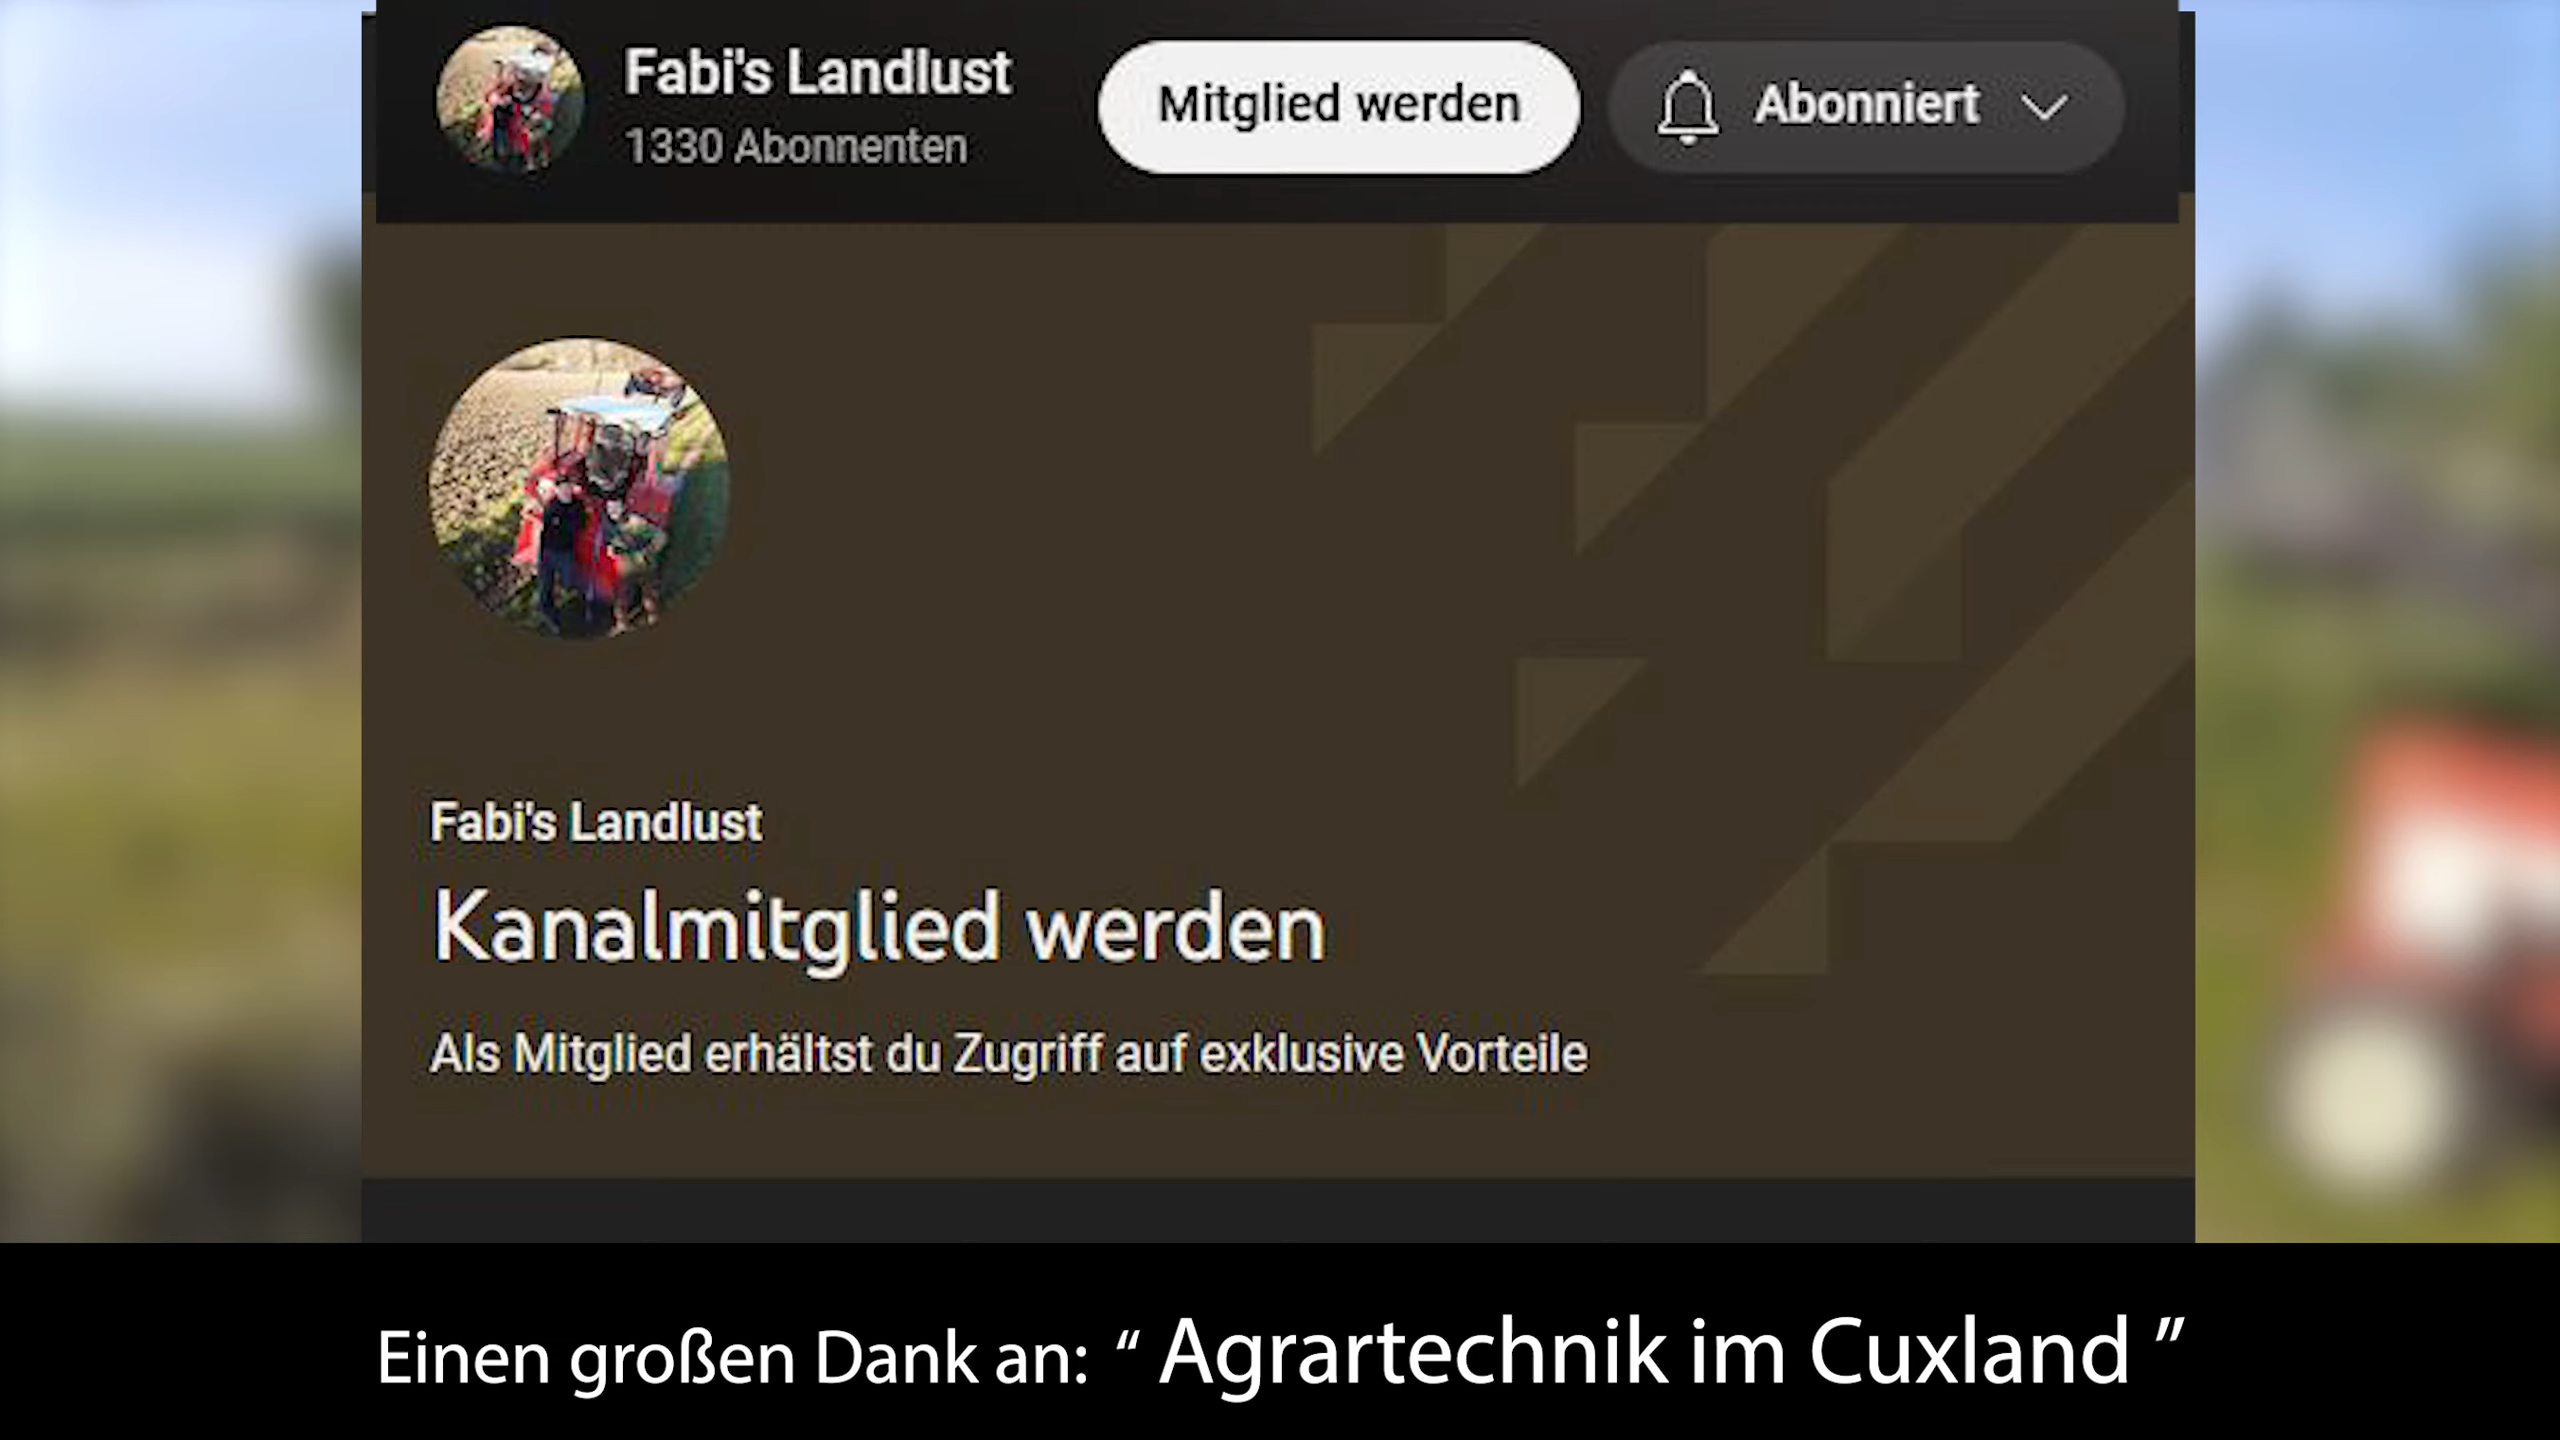 Fabi's Landlust
1330 Abonnenten
Mitglied werden
Abonniert
Fabi's Landlust
Kanalmitglied werden
Als Mitglied erhältst du Zugriff auf exklusive Vorteile
Einen großen Dank an: “ Agrartechnik im Cuxland ”